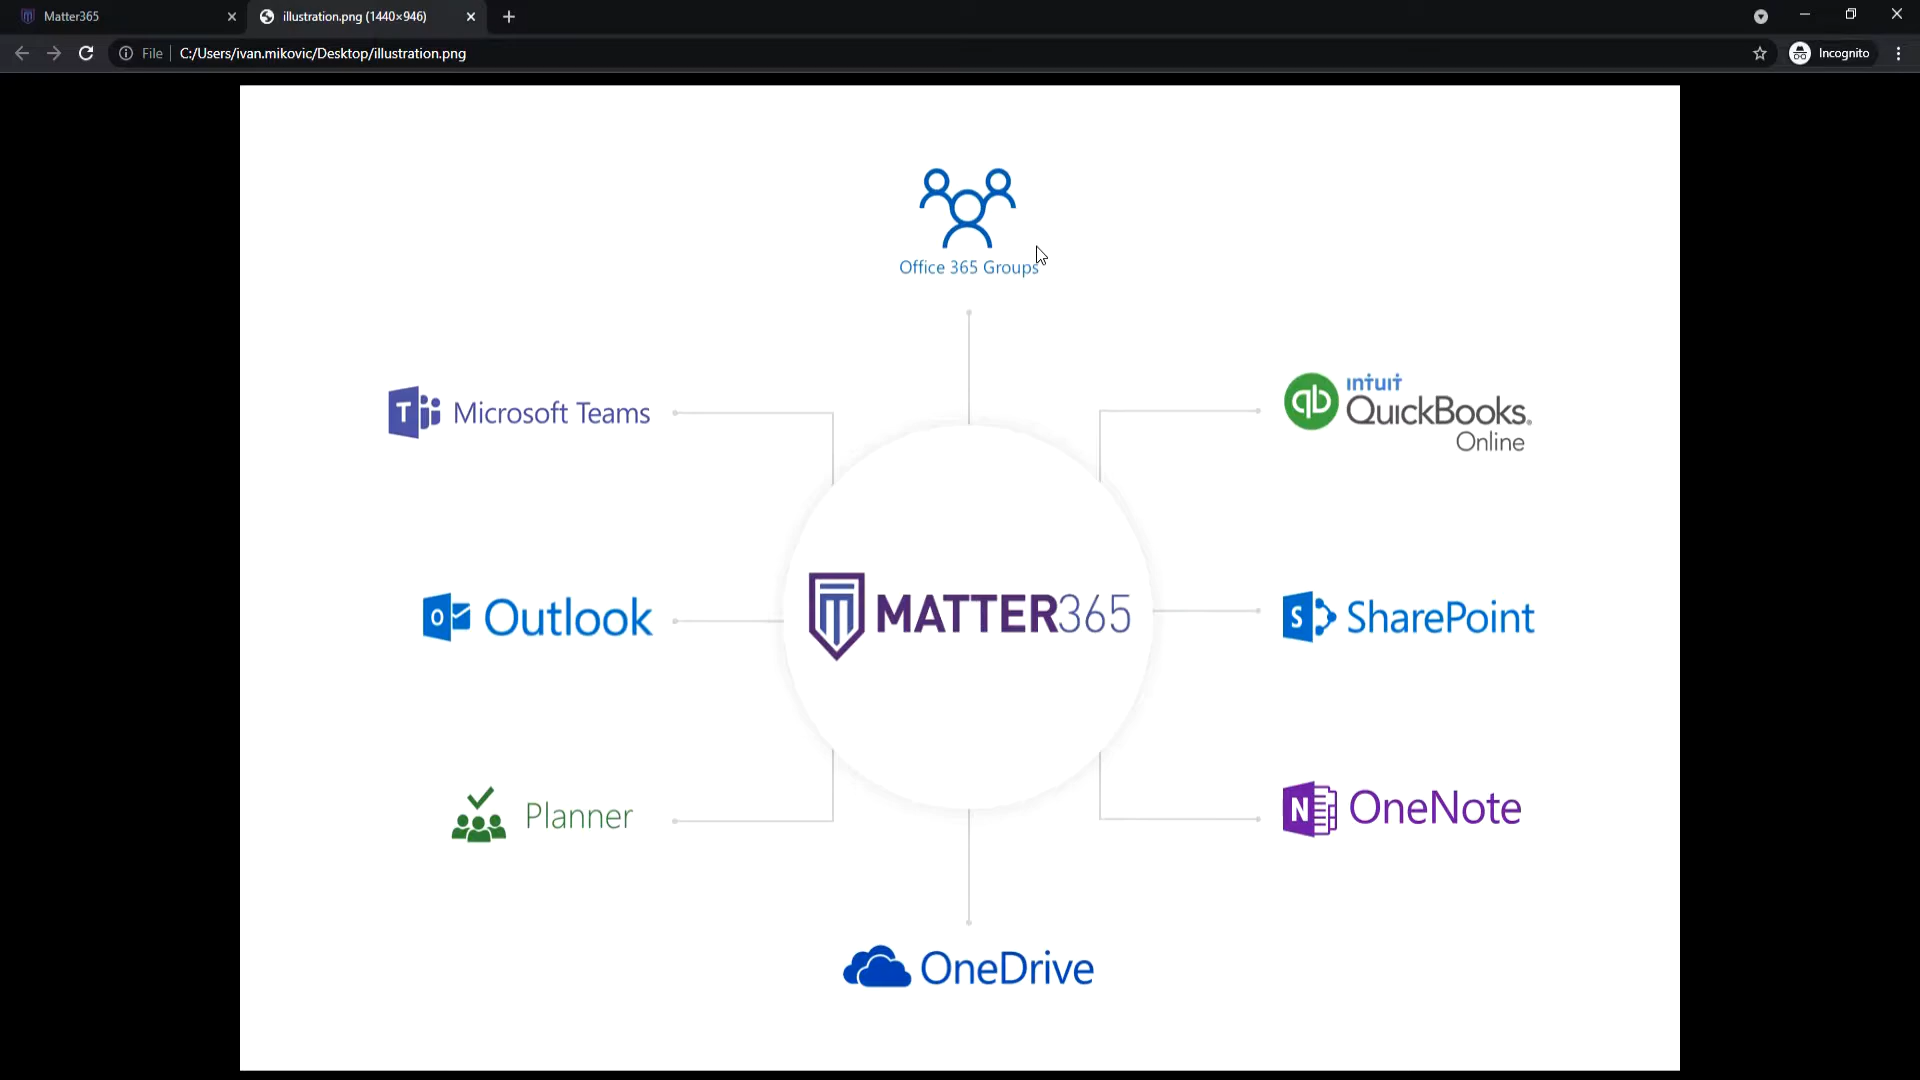 Matter365
illustration.png (1440×946)
File
C:/Users/ivan.mikovic/Desktop/illustration.png
Incognito
Office 365 Groups
T
Microsoft Teams
qb
intuit
QuickBooks.
Online
O
Outlook
MATTER365
S
SharePoint
Planner
N
OneNote
OneDrive